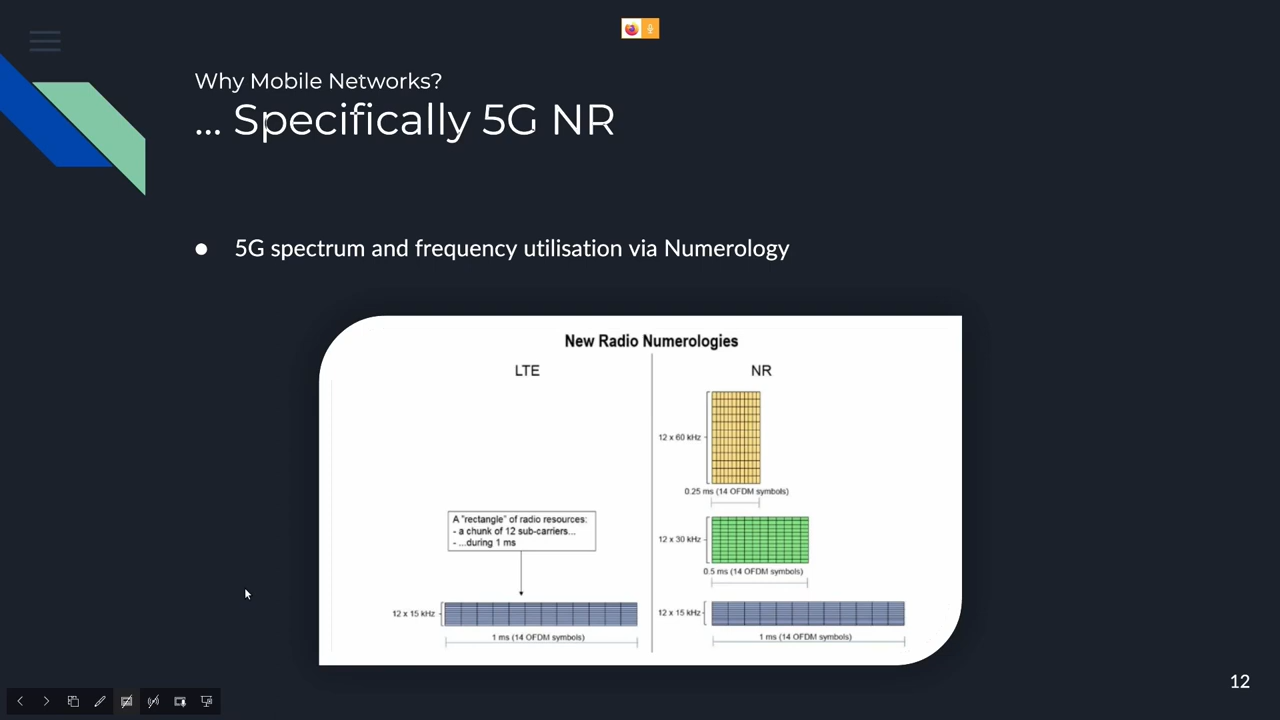 Why Mobile Networks?
... Specifically 5G NR
● 5G spectrum and frequency utilisation via Numerology
New Radio Numerologies
LTE
NR
12 x 60 kHz
0.25 ms (14 OFDM symbols)
A "rectangle" of radio resources:
- a chunk of 12 sub-carriers...
- ...during 1 ms
12 x 30 kHz
0.5 ms (14 OFDM symbols)
12 x 15 kHz
12 x 15 kHz
1 ms (14 OFDM symbols)
1 ms (14 OFDM symbols)
12